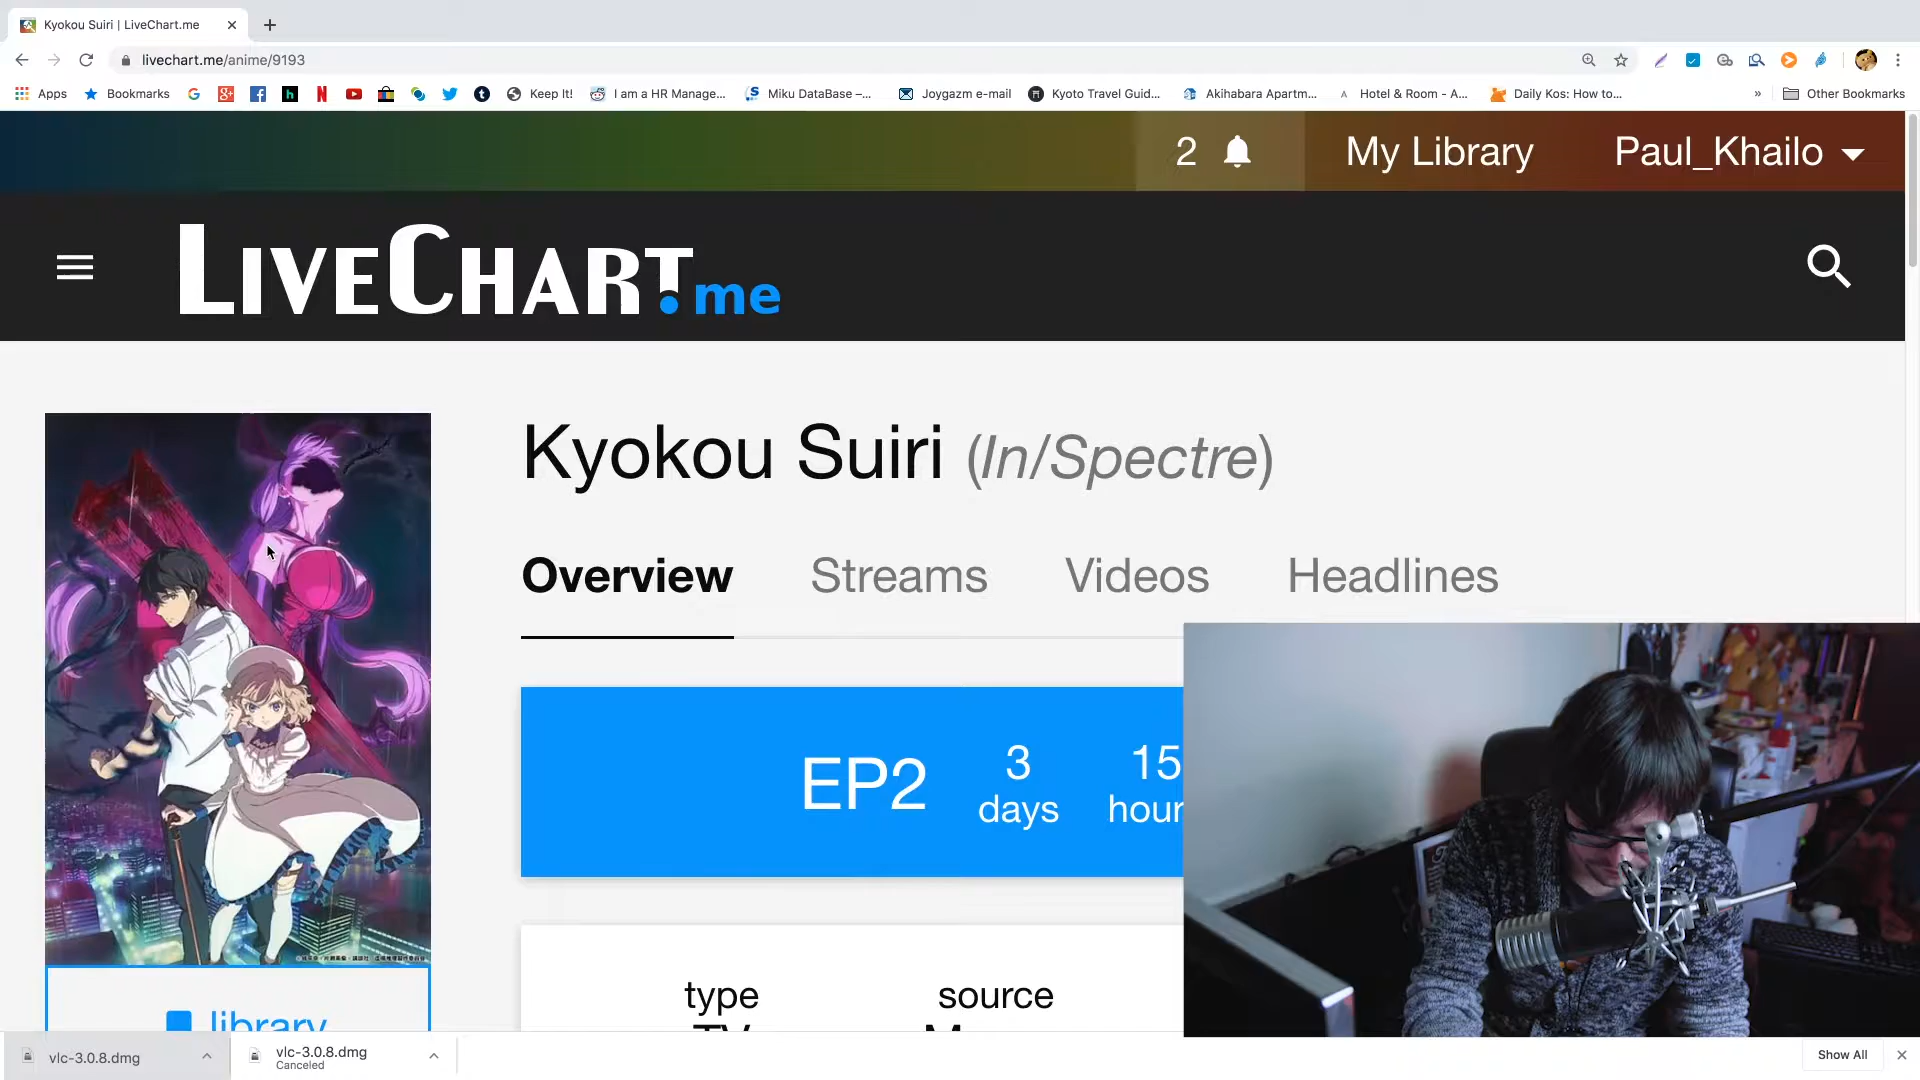 Kyokou Suiri | LiveChart.me
livechart.me/anime/9193
Apps Bookmarks Keep It! I am a HR Manage... Miku DataBase –... Joygazm e-mail Kyoto Travel Guid... Akihabara Apartm... Hotel & Room - A... Daily Kos: How to... » Other Bookmarks
2 My Library Paul_Khailo
LIVECHART.me
Kyokou Suiri (In/Spectre)
Overview Streams Videos Headlines
EP2 3 days 15
type source
library
vlc-3.0.8.dmg
vlc-3.0.8.dmg
Canceled
Show All